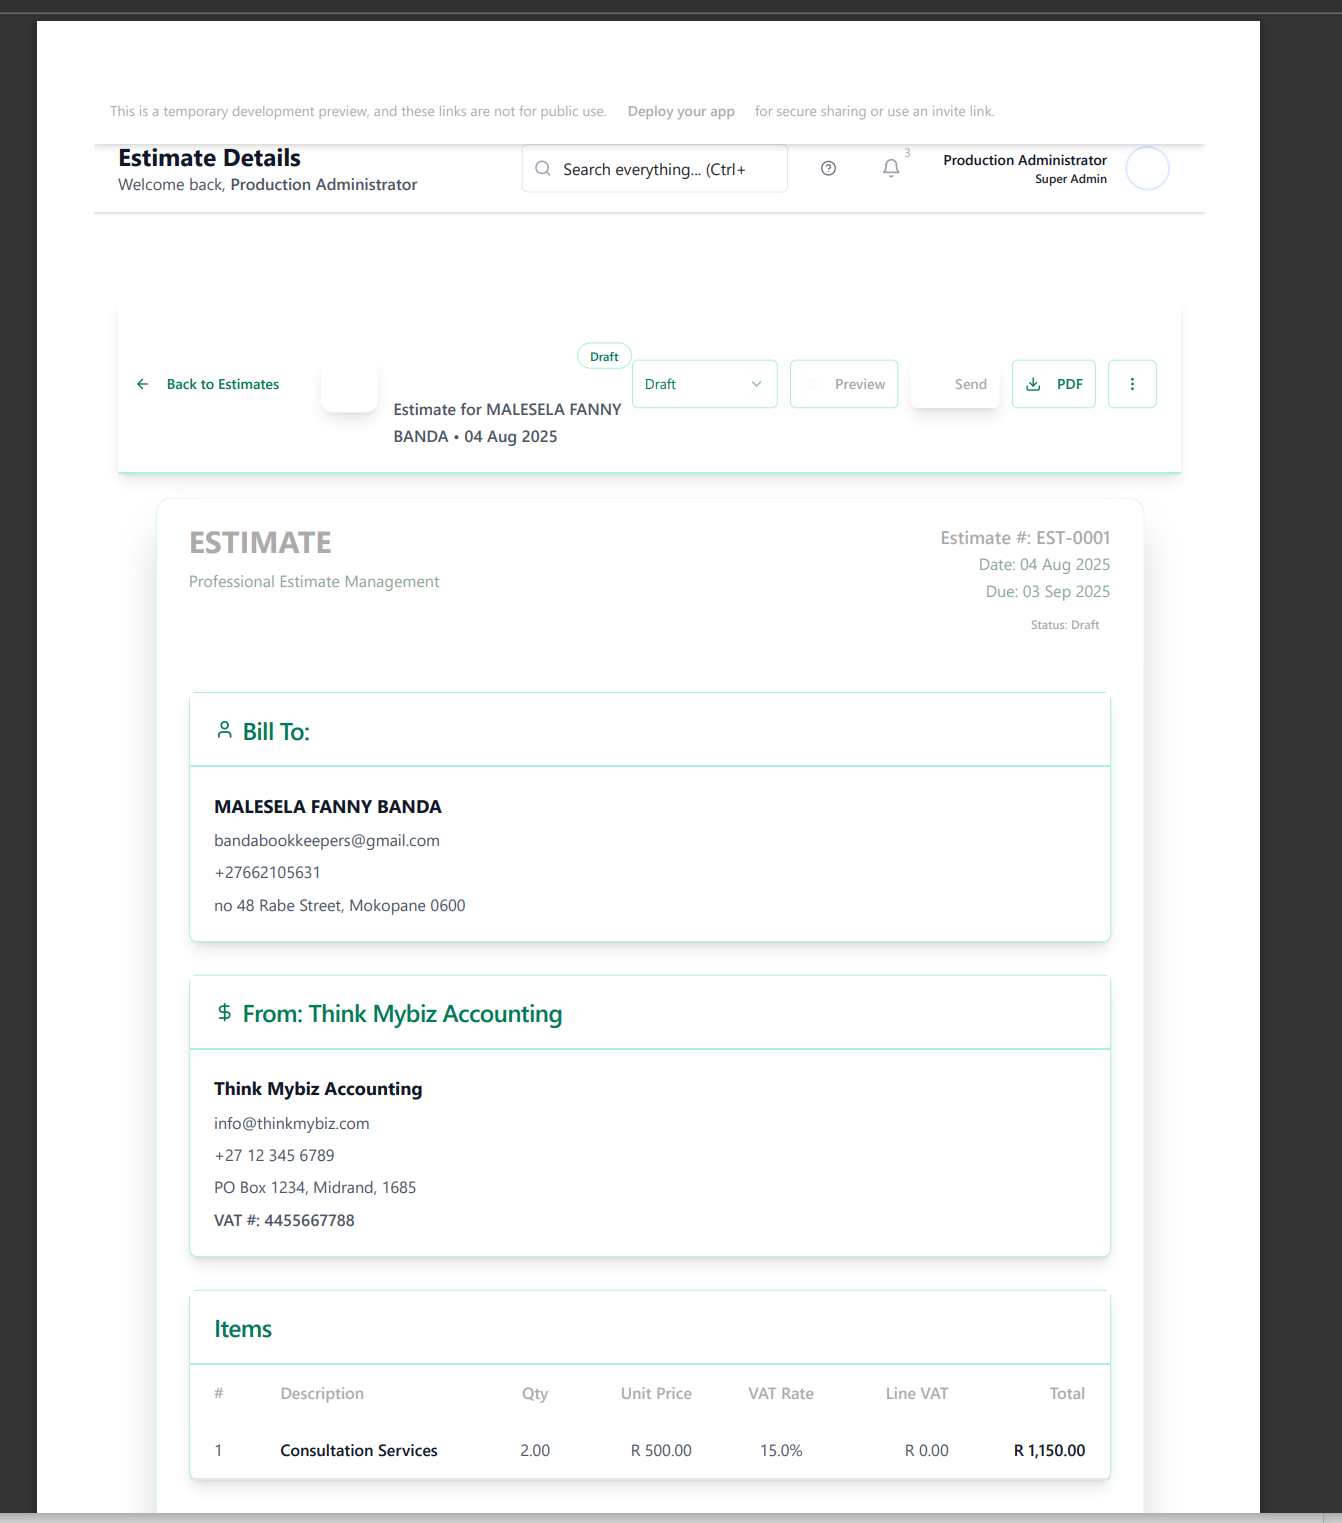 This is a temporary development preview, and these links are not for public use. Deploy your app for secure sharing or use an invite link.
Estimate Details
Welcome back, Production Administrator
Search everything... (Ctrl+
3
Production Administrator
Super Admin
Back to Estimates
Draft
Estimate for MALESELA FANNY
BANDA • 04 Aug 2025
Draft
Preview
Send
PDF
ESTIMATE
Professional Estimate Management
Estimate #: EST-0001
Date: 04 Aug 2025
Due: 03 Sep 2025
Status: Draft
Bill To:
MALESELA FANNY BANDA
bandabookkeepers@gmail.com
+27662105631
no 48 Rabe Street, Mokopane 0600
From: Think Mybiz Accounting
Think Mybiz Accounting
info@thinkmybiz.com
+27 12 345 6789
PO Box 1234, Midrand, 1685
VAT #: 4455667788
Items
# Description Qty Unit Price VAT Rate Line VAT Total
1 Consultation Services 2.00 R 500.00 15.0% R 0.00 R 1,150.00